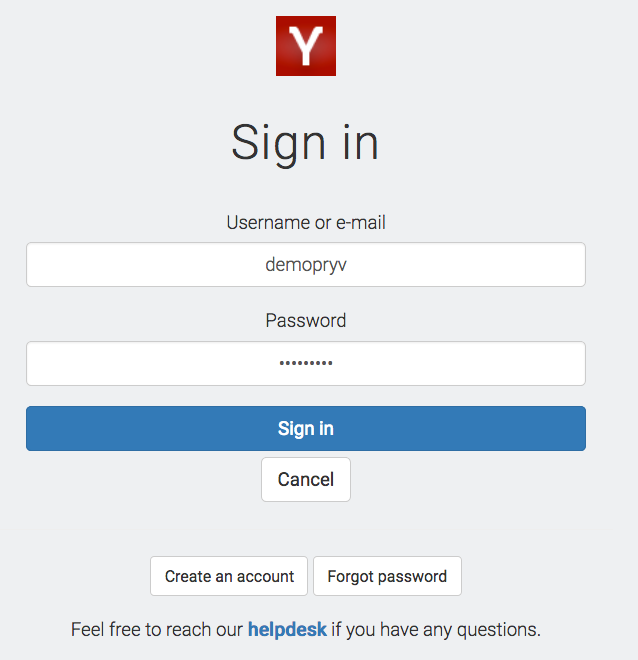 Y
Sign in
Username or e-mail
demopryv
Password
•••••••••
Sign in
Cancel
Create an account Forgot password
Feel free to reach our helpdesk if you have any questions.